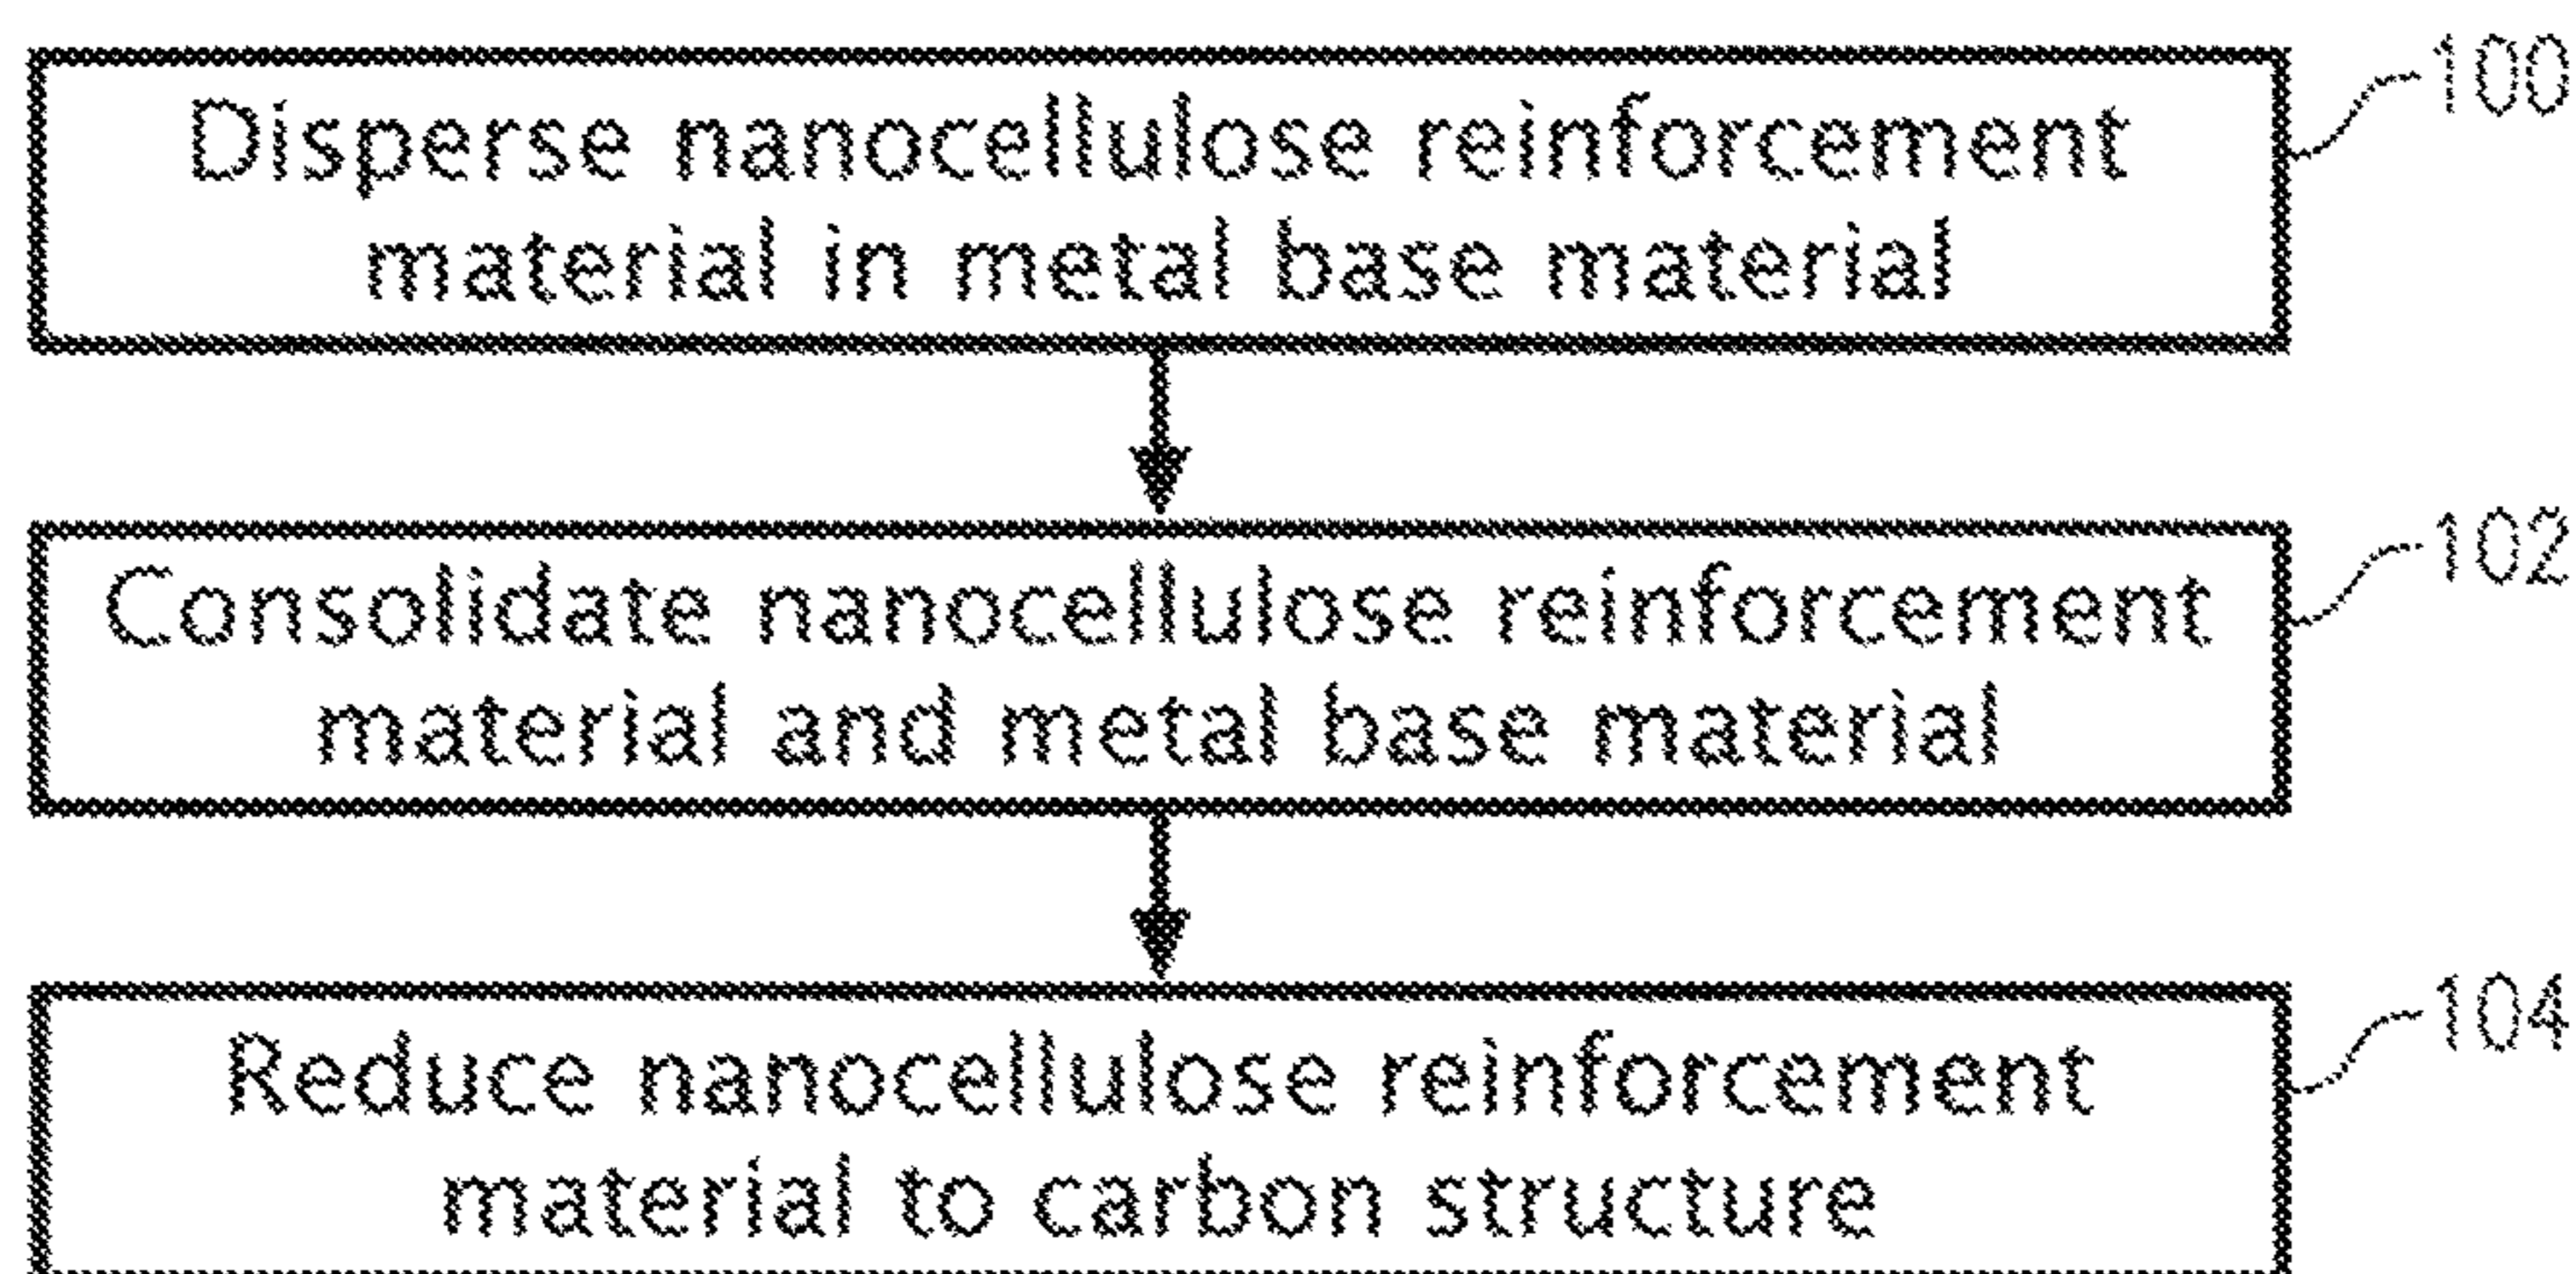 100
Disperse nanocellulose reinforcement
material in metal base material
102
Consolidate nanocellulose reinforcement
material and metal base material
104
Reduce nanocellulose reinforcement
material to carbon structure